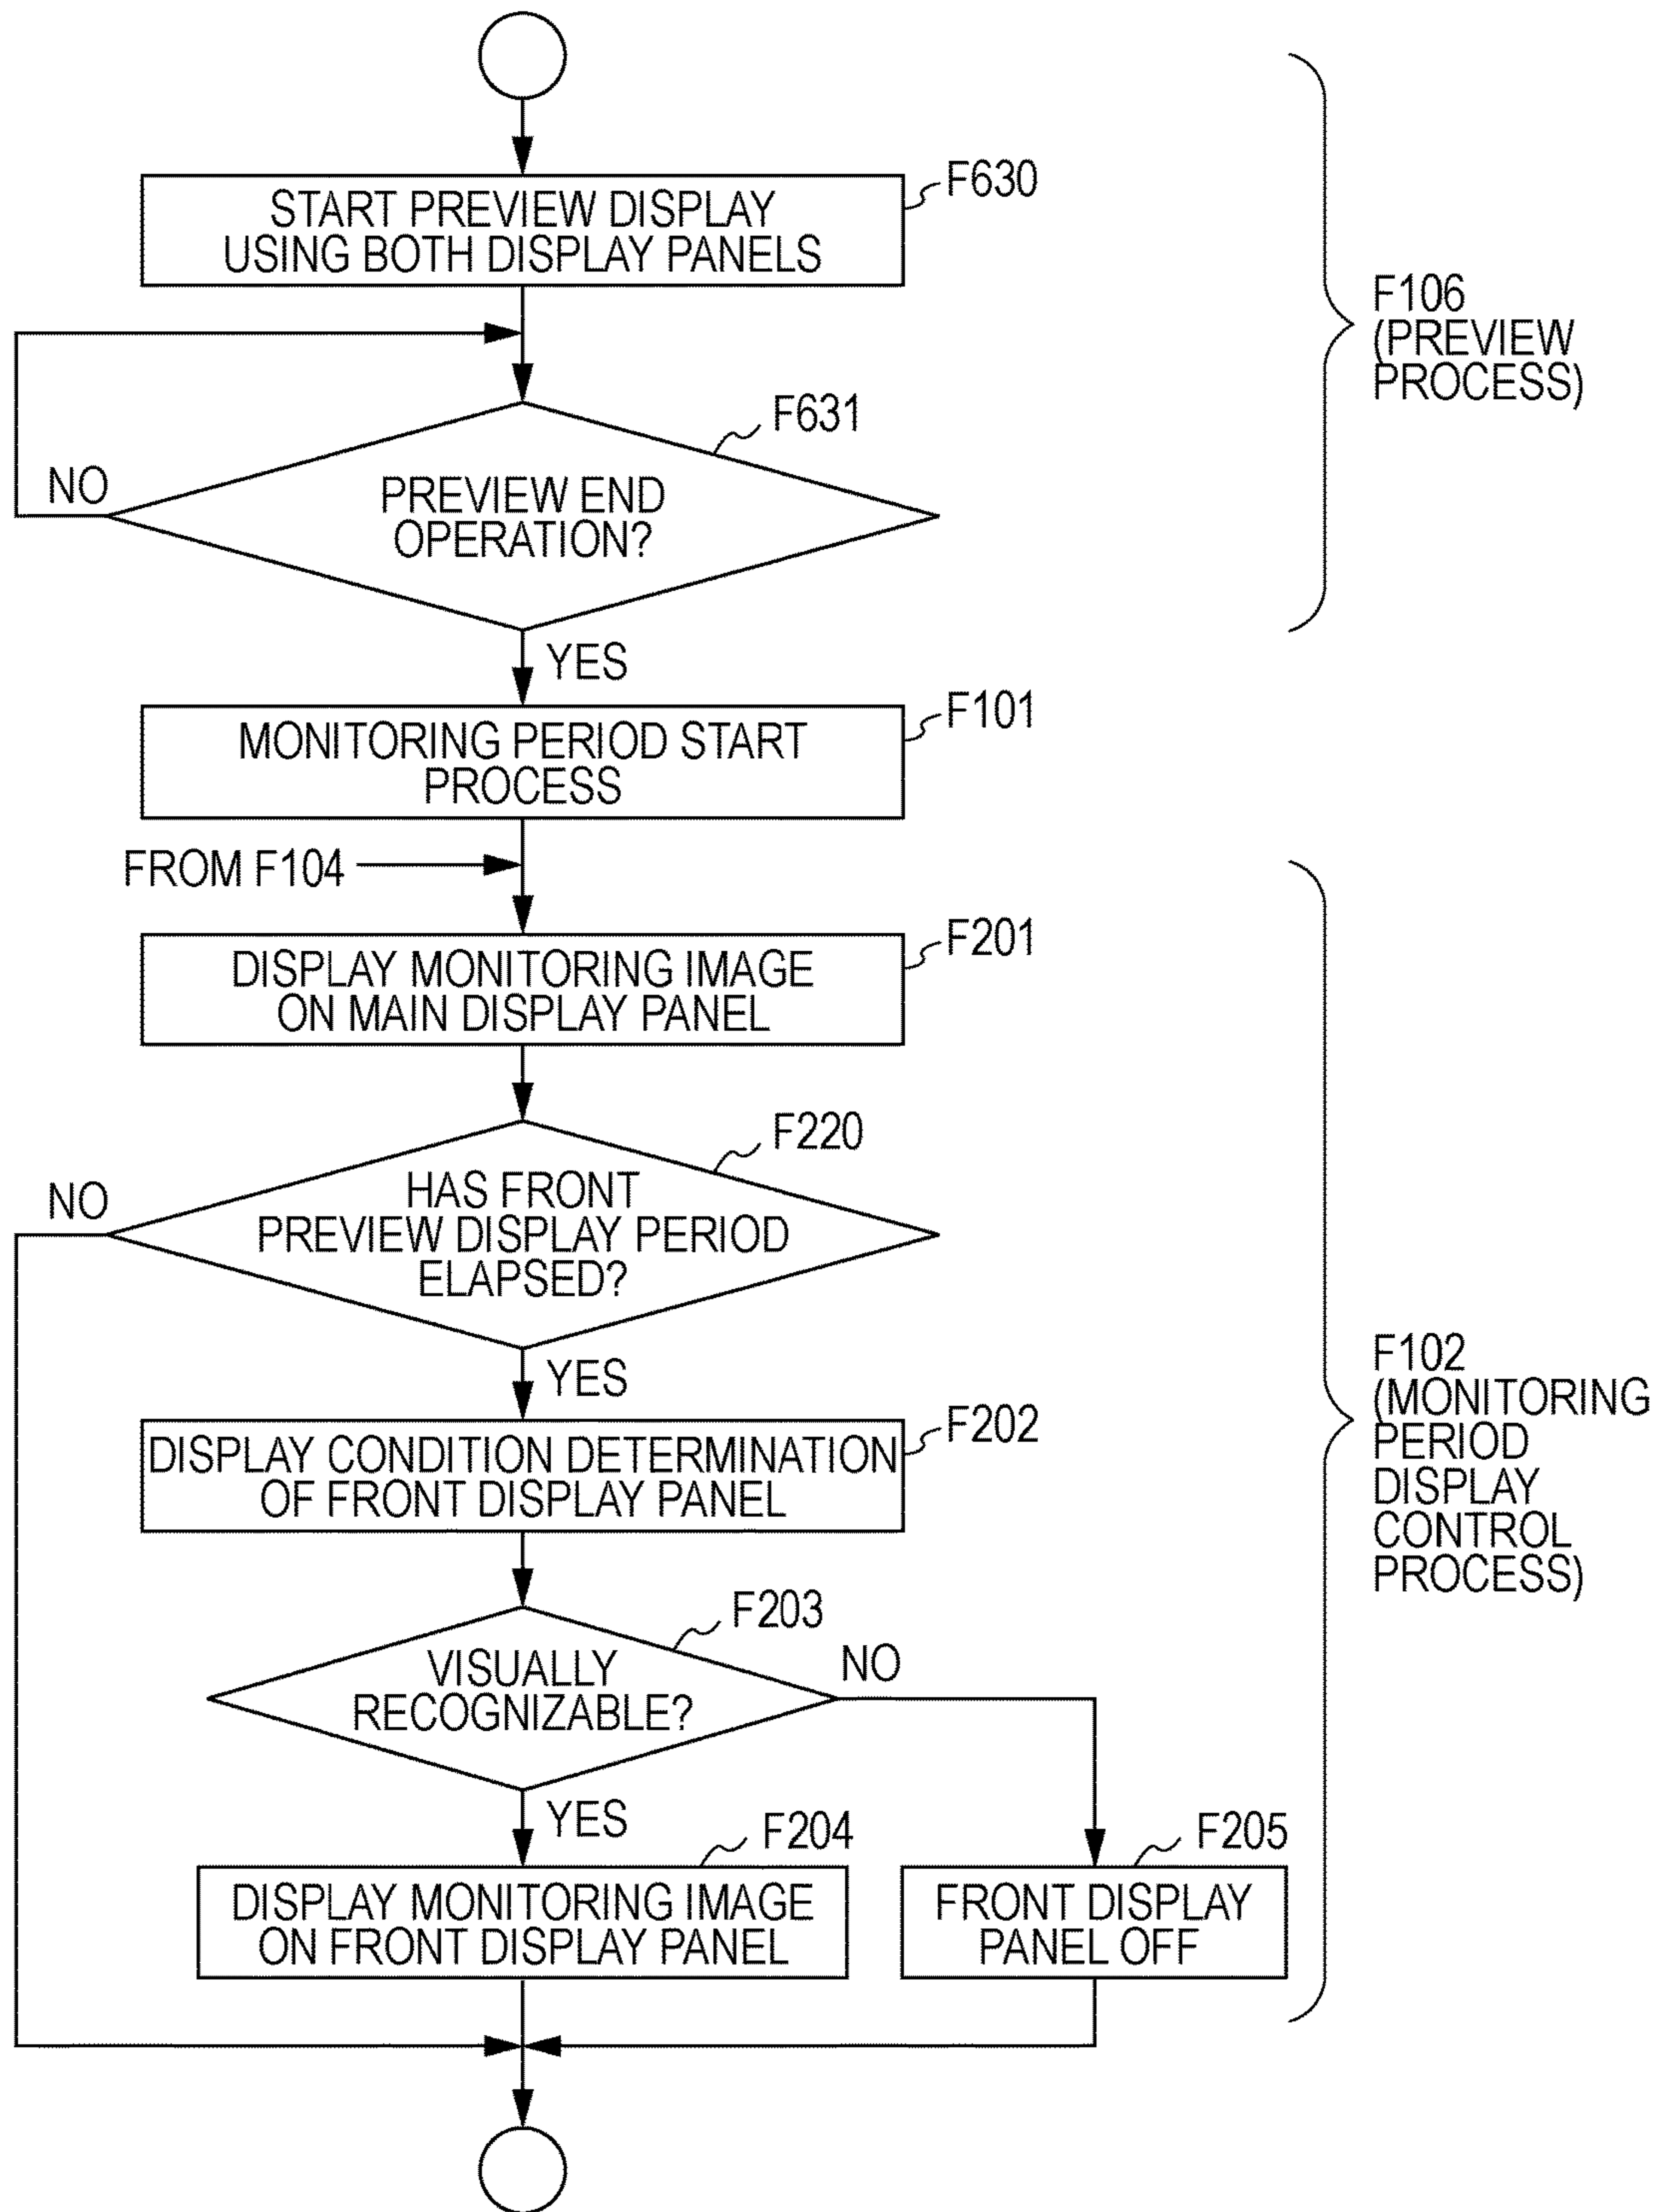 F630
START PREVIEW DISPLAY
USING BOTH DISPLAY PANELS
F106
(PREVIEW
PROCESS)
F631
NO
PREVIEW END
OPERATION?
YES
F101
MONITORING PERIOD START
PROCESS
FROM F104
F201
DISPLAY MONITORING IMAGE
ON MAIN DISPLAY PANEL
F220
NO
HAS FRONT
PREVIEW DISPLAY PERIOD
ELAPSED?
YES
F102
(MONITORING
PERIOD
DISPLAY
CONTROL
PROCESS)
F202
DISPLAY CONDITION DETERMINATION
OF FRONT DISPLAY PANEL
F203
VISUALLY
RECOGNIZABLE?
NO
YES
F204
DISPLAY MONITORING IMAGE
ON FRONT DISPLAY PANEL
F205
FRONT DISPLAY
PANEL OFF